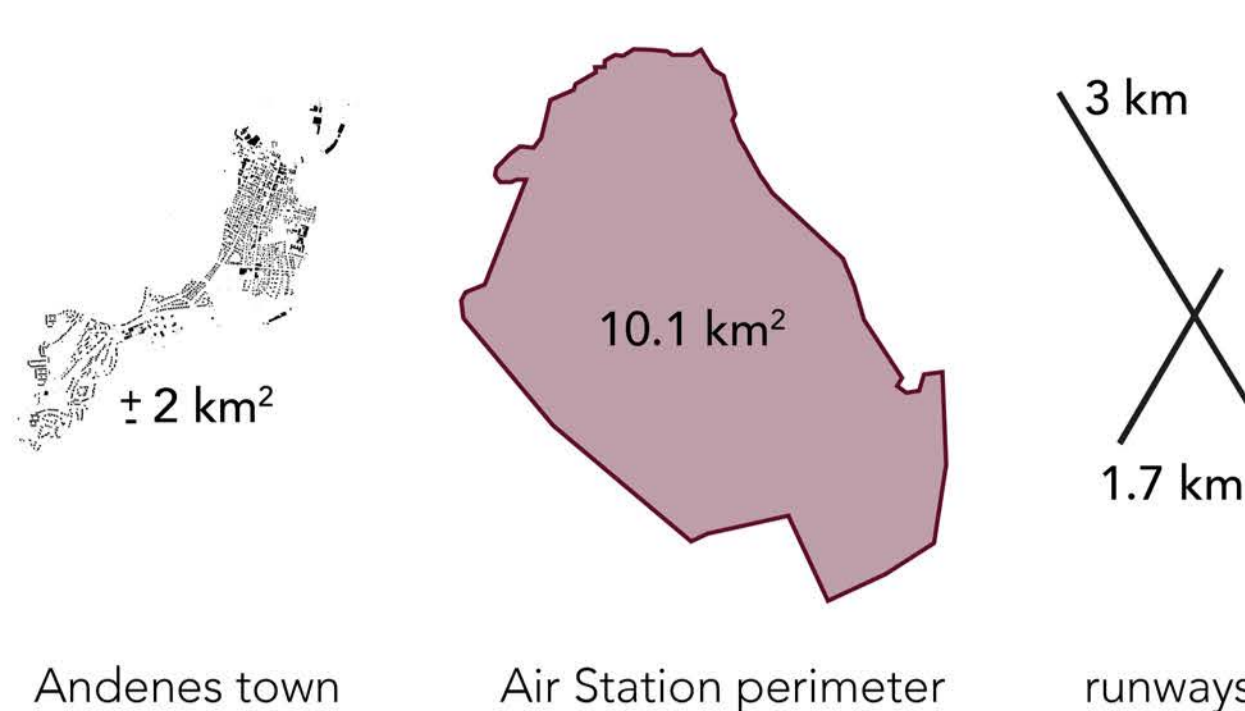 3 km
10.1 km²
± 2 km²
1.7 km
Andenes town
Air Station perimeter
runways